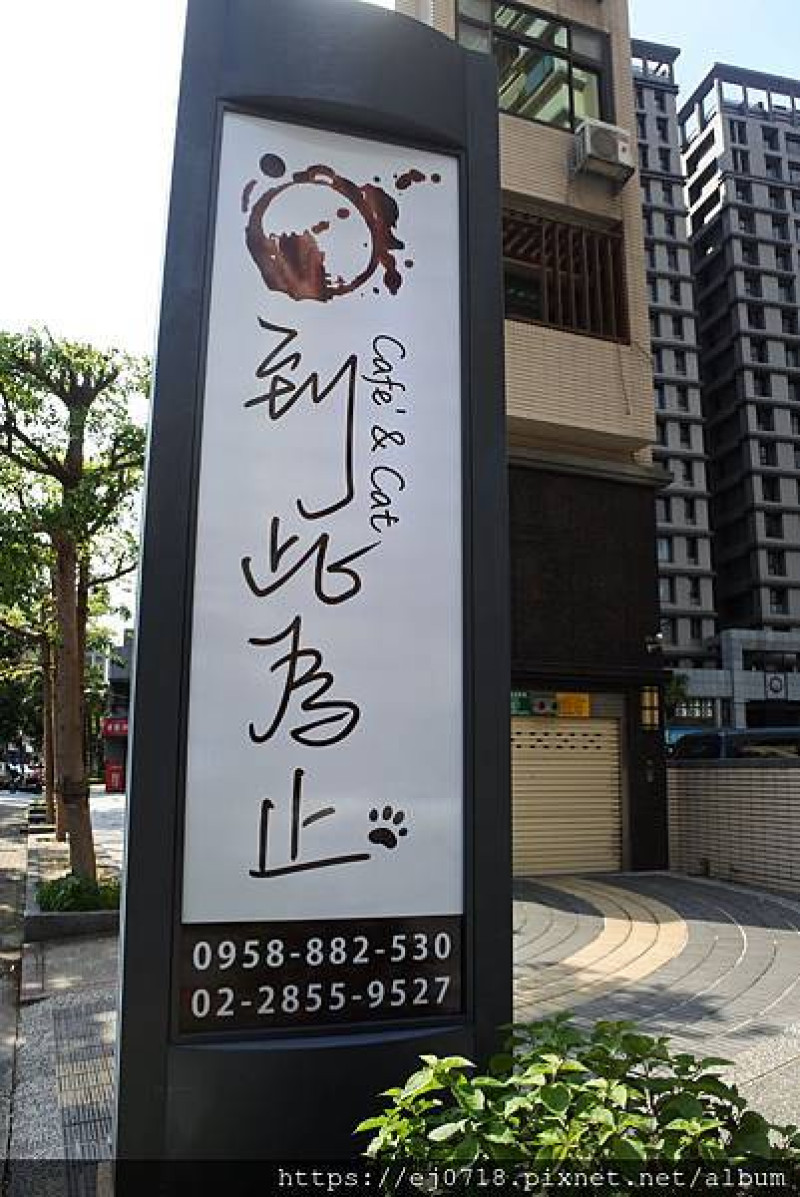 到此為止
Café & Cat
0958-882-530
02-2855-9527
https://ej0718.pixnet.net/album